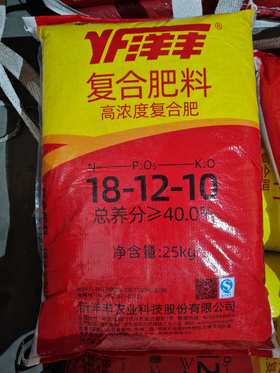 YF洋丰®
复合肥料
高浓度复合肥
N P₂O₅ K₂O
18-12-10
总养分≥40.0%
净含量:25kg
新洋丰农业科技股份有限公司